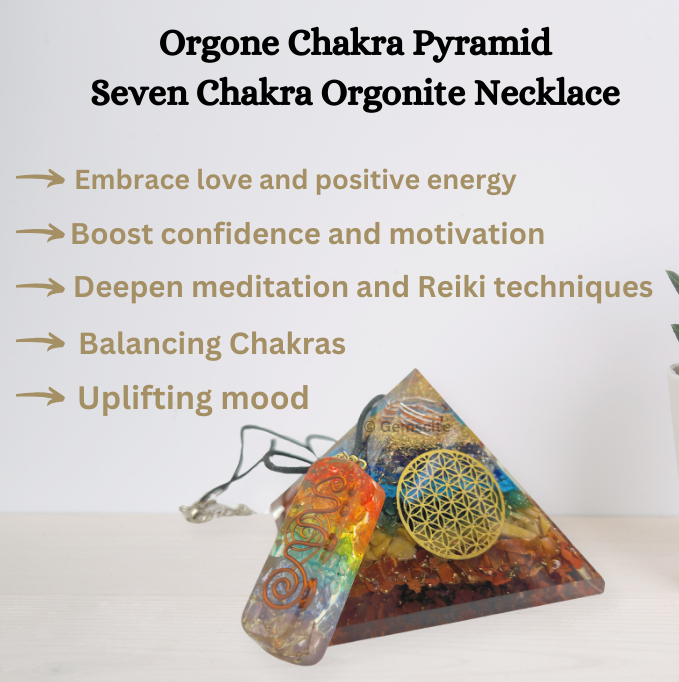 Orgone Chakra Pyramid
Seven Chakra Orgonite Necklace
Embrace love and positive energy
Boost confidence and motivation
Deepen meditation and Reiki techniques
Balancing Chakras
Uplifting mood
© Gemscite